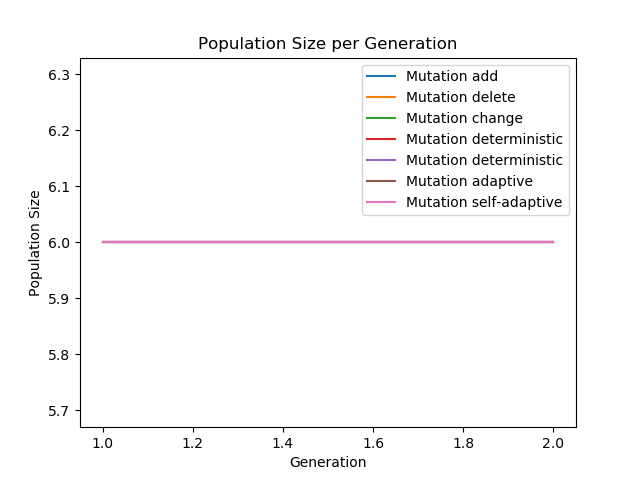 Population Size per Generation
Mutation add
Mutation delete
Mutation change
Mutation deterministic
Mutation deterministic
Mutation adaptive
Mutation self-adaptive
6.3
6.2
6.1
6.0
5.9
5.8
5.7
Population Size
1.0 1.2 1.4 1.6 1.8 2.0
Generation